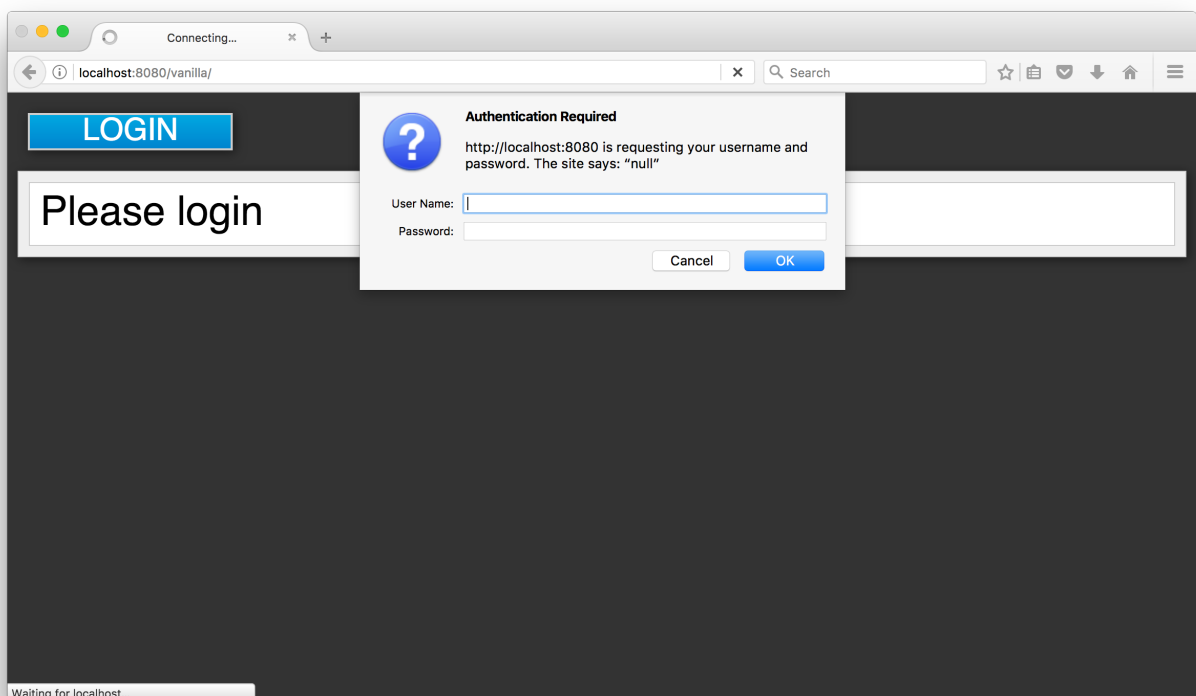 Connecting...
localhost:8080/vanilla/
Search
LOGIN
Please login
Authentication Required
http://localhost:8080 is requesting your username and
password. The site says: “null”
User Name:
Password:
Cancel
OK
Waiting for localhost